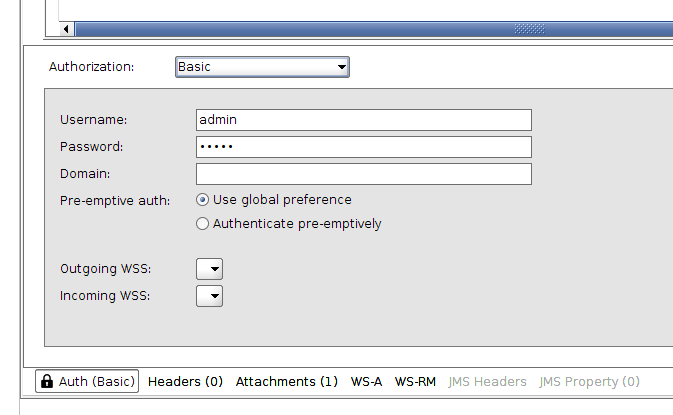 Authorization: Basic
Username: admin
Password: •••••
Domain:
Pre-emptive auth: Use global preference
Authenticate pre-emptively
Outgoing WSS:
Incoming WSS:
Auth (Basic) Headers (0) Attachments (1) WS-A WS-RM JMS Headers JMS Property (0)